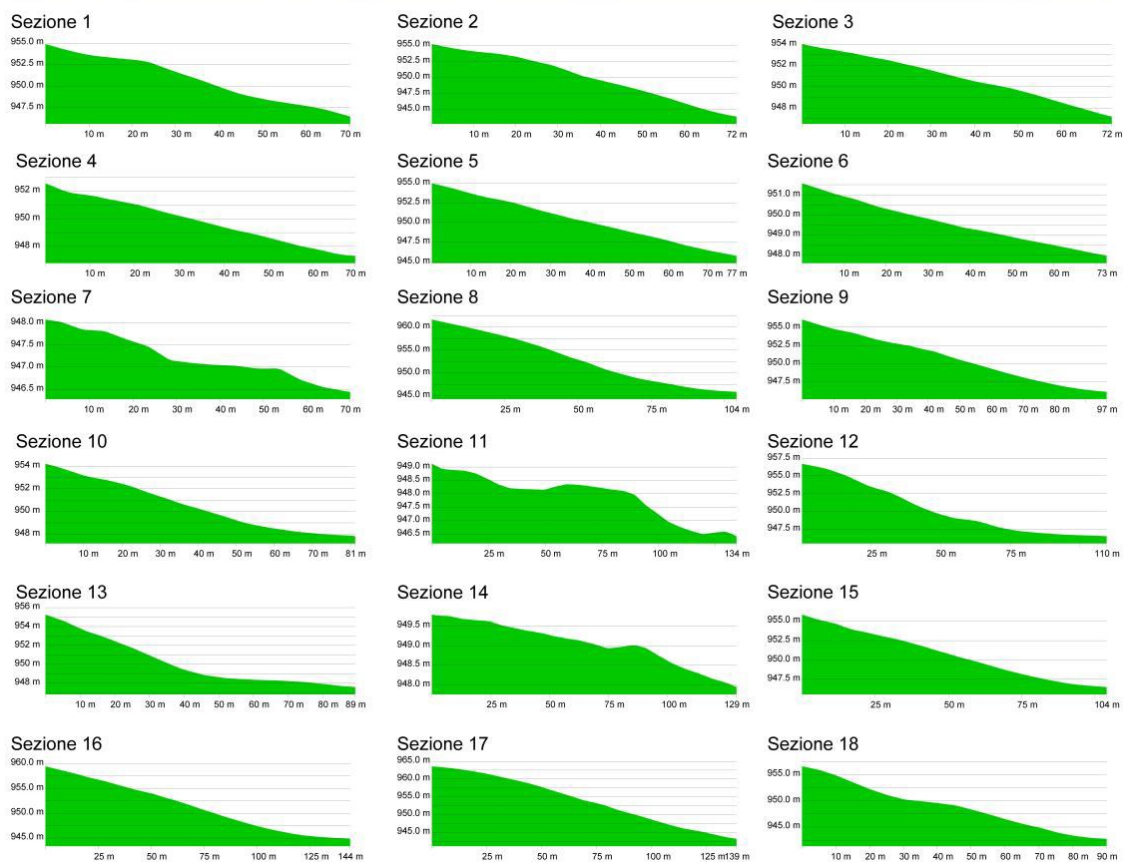 Sezione 1
955.0 m
952.5 m
950.0 m
947.5 m
10 m 20 m 30 m 40 m 50 m 60 m 70 m
Sezione 2
955.0 m
952.5 m
950.0 m
947.5 m
945.0 m
10 m 20 m 30 m 40 m 50 m 60 m 72 m
Sezione 3
954 m
952 m
950 m
948 m
10 m 20 m 30 m 40 m 50 m 60 m 72 m
Sezione 4
952 m
950 m
948 m
10 m 20 m 30 m 40 m 50 m 60 m 70 m
Sezione 5
955.0 m
952.5 m
950.0 m
947.5 m
945.0 m
10 m 20 m 30 m 40 m 50 m 60 m 70 m 77 m
Sezione 6
951.0 m
950.0 m
949.0 m
948.0 m
10 m 20 m 30 m 40 m 50 m 60 m 73 m
Sezione 7
948.0 m
947.5 m
947.0 m
946.5 m
10 m 20 m 30 m 40 m 50 m 60 m 70 m
Sezione 8
960.0 m
955.0 m
950.0 m
945.0 m
25 m 50 m 75 m 104 m
Sezione 9
955.0 m
952.5 m
950.0 m
947.5 m
10 m 20 m 30 m 40 m 50 m 60 m 70 m 80 m 97 m
Sezione 10
954 m
952 m
950 m
948 m
10 m 20 m 30 m 40 m 50 m 60 m 70 m 81 m
Sezione 11
949.0 m
948.5 m
948.0 m
947.5 m
947.0 m
946.5 m
25 m 50 m 75 m 100 m 134 m
Sezione 12
957.5 m
955.0 m
952.5 m
950.0 m
947.5 m
25 m 50 m 75 m 110 m
Sezione 13
956 m
954 m
952 m
950 m
948 m
10 m 20 m 30 m 40 m 50 m 60 m 70 m 80 m 89 m
Sezione 14
949.5 m
949.0 m
948.5 m
948.0 m
25 m 50 m 75 m 100 m 129 m
Sezione 15
955.0 m
952.5 m
950.0 m
947.5 m
25 m 50 m 75 m 104 m
Sezione 16
960.0 m
955.0 m
950.0 m
945.0 m
25 m 50 m 75 m 100 m 125 m 144 m
Sezione 17
965.0 m
960.0 m
955.0 m
950.0 m
945.0 m
25 m 50 m 75 m 100 m 125 m139 m
Sezione 18
955.0 m
950.0 m
945.0 m
10 m 20 m 30 m 40 m 50 m 60 m 70 m 80 m 90 m